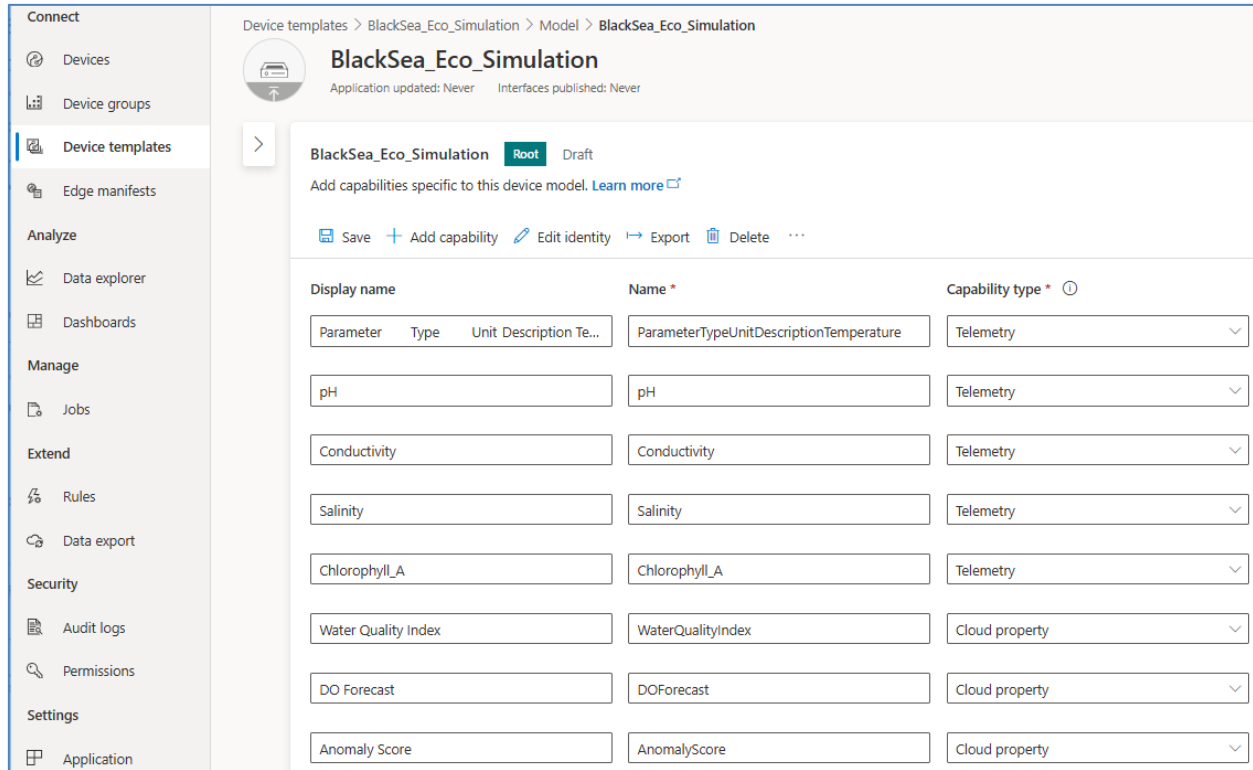 Connect
Devices
Device groups
Device templates
Edge manifests
Analyze
Data explorer
Dashboards
Manage
Jobs
Extend
Rules
Data export
Security
Audit logs
Permissions
Settings
Application
Device templates > BlackSea_Eco_Simulation > Model > BlackSea_Eco_Simulation
BlackSea_Eco_Simulation
Application updated: Never Interfaces published: Never
BlackSea_Eco_Simulation Root Draft
Add capabilities specific to this device model. Learn more
Save Add capability Edit identity Export Delete ...
Display name Name * Capability type *
Parameter Type Unit Description Te... ParameterTypeUnitDescriptionTemperature Telemetry
pH pH Telemetry
Conductivity Conductivity Telemetry
Salinity Salinity Telemetry
Chlorophyll_A Chlorophyll_A Telemetry
Water Quality Index WaterQualityIndex Cloud property
DO Forecast DOForecast Cloud property
Anomaly Score AnomalyScore Cloud property